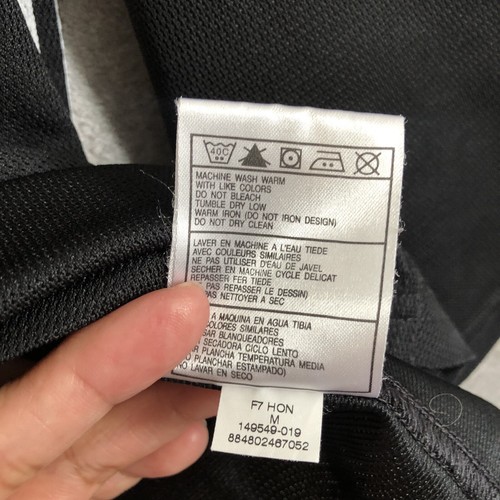 40C
MACHINE WASH WARM
WITH LIKE COLORS
DO NOT BLEACH
TUMBLE DRY LOW
WARM IRON (DO NOT IRON DESIGN)
DO NOT DRY CLEAN
LAVER EN MACHINE A L'EAU TIEDE
AVEC COULEURS SIMILAIRES
NE PAS UTILISER D'EAU DE JAVEL
SECHER EN MACHINE CYCLE DELICAT
REPASSER FER TIEDE
PAS REPASSER LE DESSIN)
PAS NETTOYER A SEC
A MAQUINA EN AGUA TIBIA
COLORES SIMILARES
BLANQUEADORES
SECADORA CICLO LENTO
PLANCHA TEMPERATURA MEDIA
PLANCHAR ESTAMPADO)
LAVAR EN SECO
F7 HON
M
149549-019
884802467052